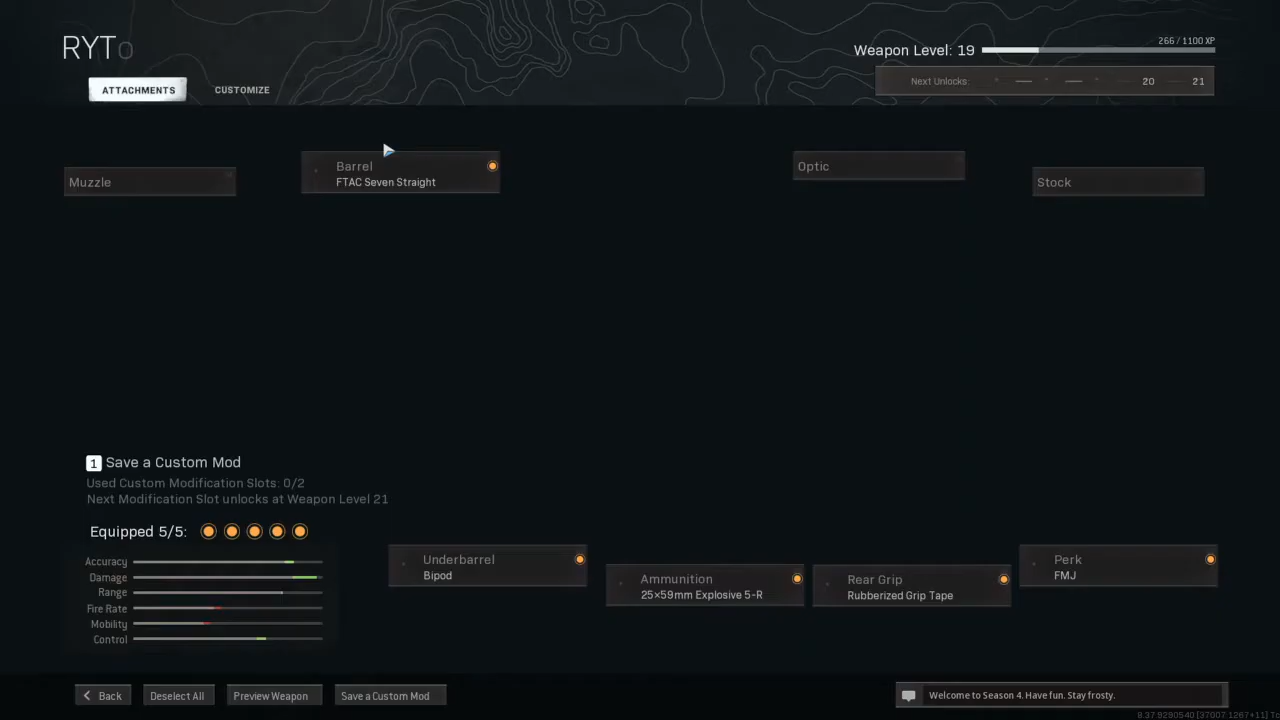 RYTo
266 / 1100 XP
Weapon Level: 19
ATTACHMENTS
CUSTOMIZE
Next Unlocks:
20
21
Muzzle
Barrel
FTAC Seven Straight
Optic
Stock
1 Save a Custom Mod
Used Custom Modification Slots: 0/2
Next Modification Slot unlocks at Weapon Level 21
Equipped 5/5:
Accuracy
Damage
Range
Fire Rate
Mobility
Control
Underbarrel
Bipod
Ammunition
25×59mm Explosive 5-R
Rear Grip
Rubberized Grip Tape
Perk
FMJ
Back
Deselect All
Preview Weapon
Save a Custom Mod
Welcome to Season 4. Have fun. Stay frosty.